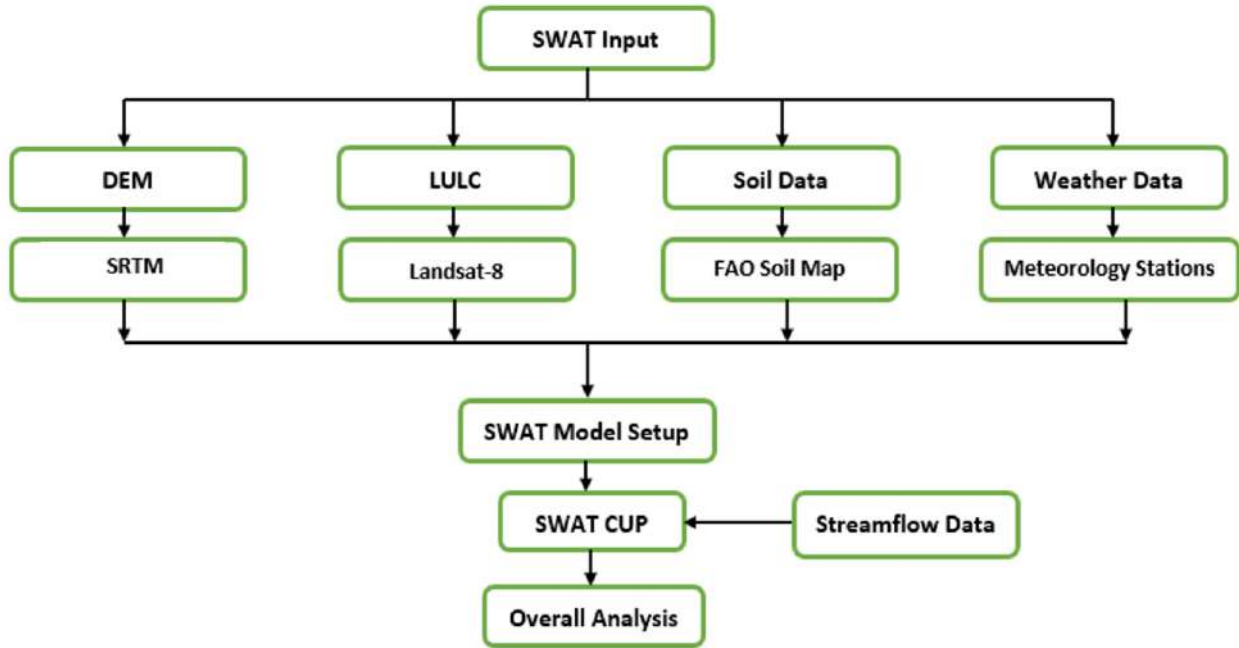 SWAT Input
DEM
LULC
Soil Data
Weather Data
SRTM
Landsat-8
FAO Soil Map
Meteorology Stations
SWAT Model Setup
SWAT CUP
Streamflow Data
Overall Analysis